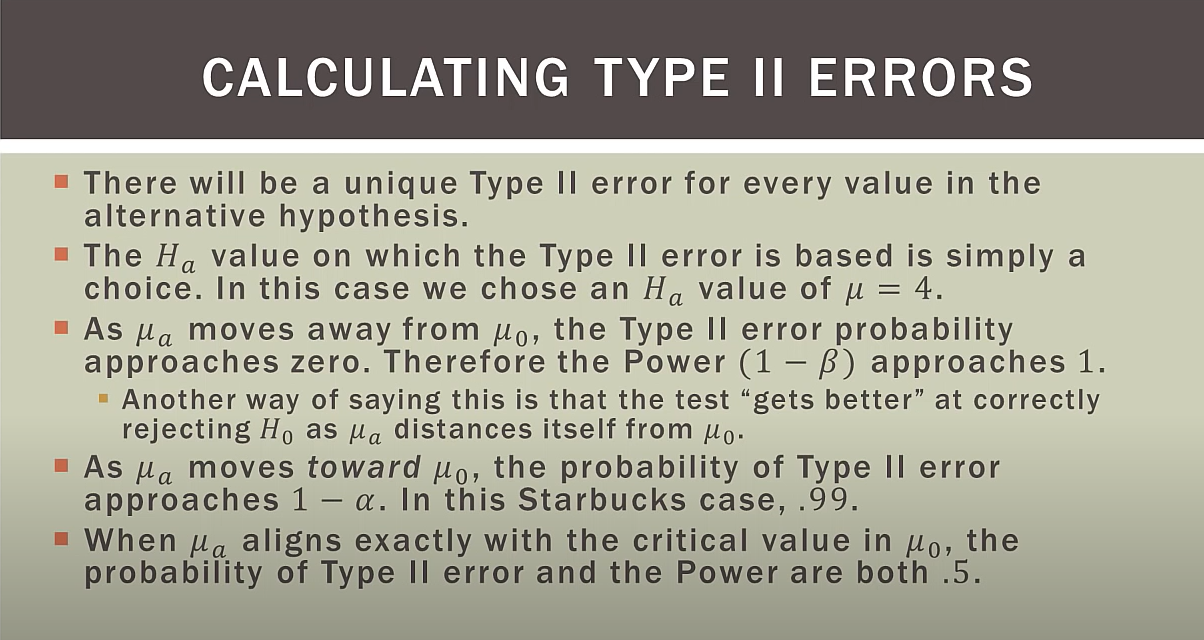 CALCULATING TYPE II ERRORS
■ There will be a unique Type II error for every value in the
alternative hypothesis.
■ The Hₐ value on which the Type II error is based is simply a
choice. In this case we chose an Hₐ value of μ = 4.
■ As μₐ moves away from μ₀, the Type II error probability
approaches zero. Therefore the Power (1 − β) approaches 1.
■ Another way of saying this is that the test “gets better” at correctly
rejecting H₀ as μₐ distances itself from μ₀.
■ As μₐ moves toward μ₀, the probability of Type II error
approaches 1 − α. In this Starbucks case, .99.
■ When μₐ aligns exactly with the critical value in μ₀, the
probability of Type II error and the Power are both .5.